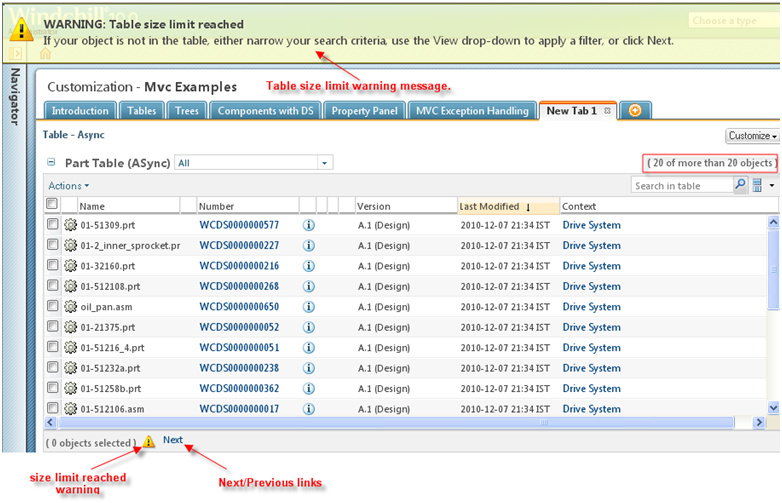 Windchill
WARNING: Table size limit reached
Choose a type
If your object is not in the table, either narrow your search criteria, use the View drop-down to apply a filter, or click Next.
Navigator
Customization - Mvc Examples
Table size limit warning message.
Introduction Tables Trees Components with DS Property Panel MVC Exception Handling New Tab 1
Table - Async
Customize
Part Table (ASync) All
( 20 of more than 20 objects )
Actions
Search in table
Name Number Version Last Modified Context
01-51309.prt WCDS0000000577 A.1 (Design) 2010-12-07 21:34 IST Drive System
01-2_inner_sprocket.pr WCDS0000000227 A.1 (Design) 2010-12-07 21:34 IST Drive System
01-32160.prt WCDS0000000216 A.1 (Design) 2010-12-07 21:34 IST Drive System
01-512108.prt WCDS0000000268 A.1 (Design) 2010-12-07 21:34 IST Drive System
oil_pan.asm WCDS0000000650 A.1 (Design) 2010-12-07 21:34 IST Drive System
01-21375.prt WCDS0000000052 A.1 (Design) 2010-12-07 21:34 IST Drive System
01-51216_4.prt WCDS0000000051 A.1 (Design) 2010-12-07 21:34 IST Drive System
01-51232a.prt WCDS0000000238 A.1 (Design) 2010-12-07 21:34 IST Drive System
01-51258b.prt WCDS0000000362 A.1 (Design) 2010-12-07 21:34 IST Drive System
01-512106.asm WCDS0000000017 A.1 (Design) 2010-12-07 21:34 IST Drive System
( 0 objects selected ) Next
size limit reached
warning
Next/Previous links